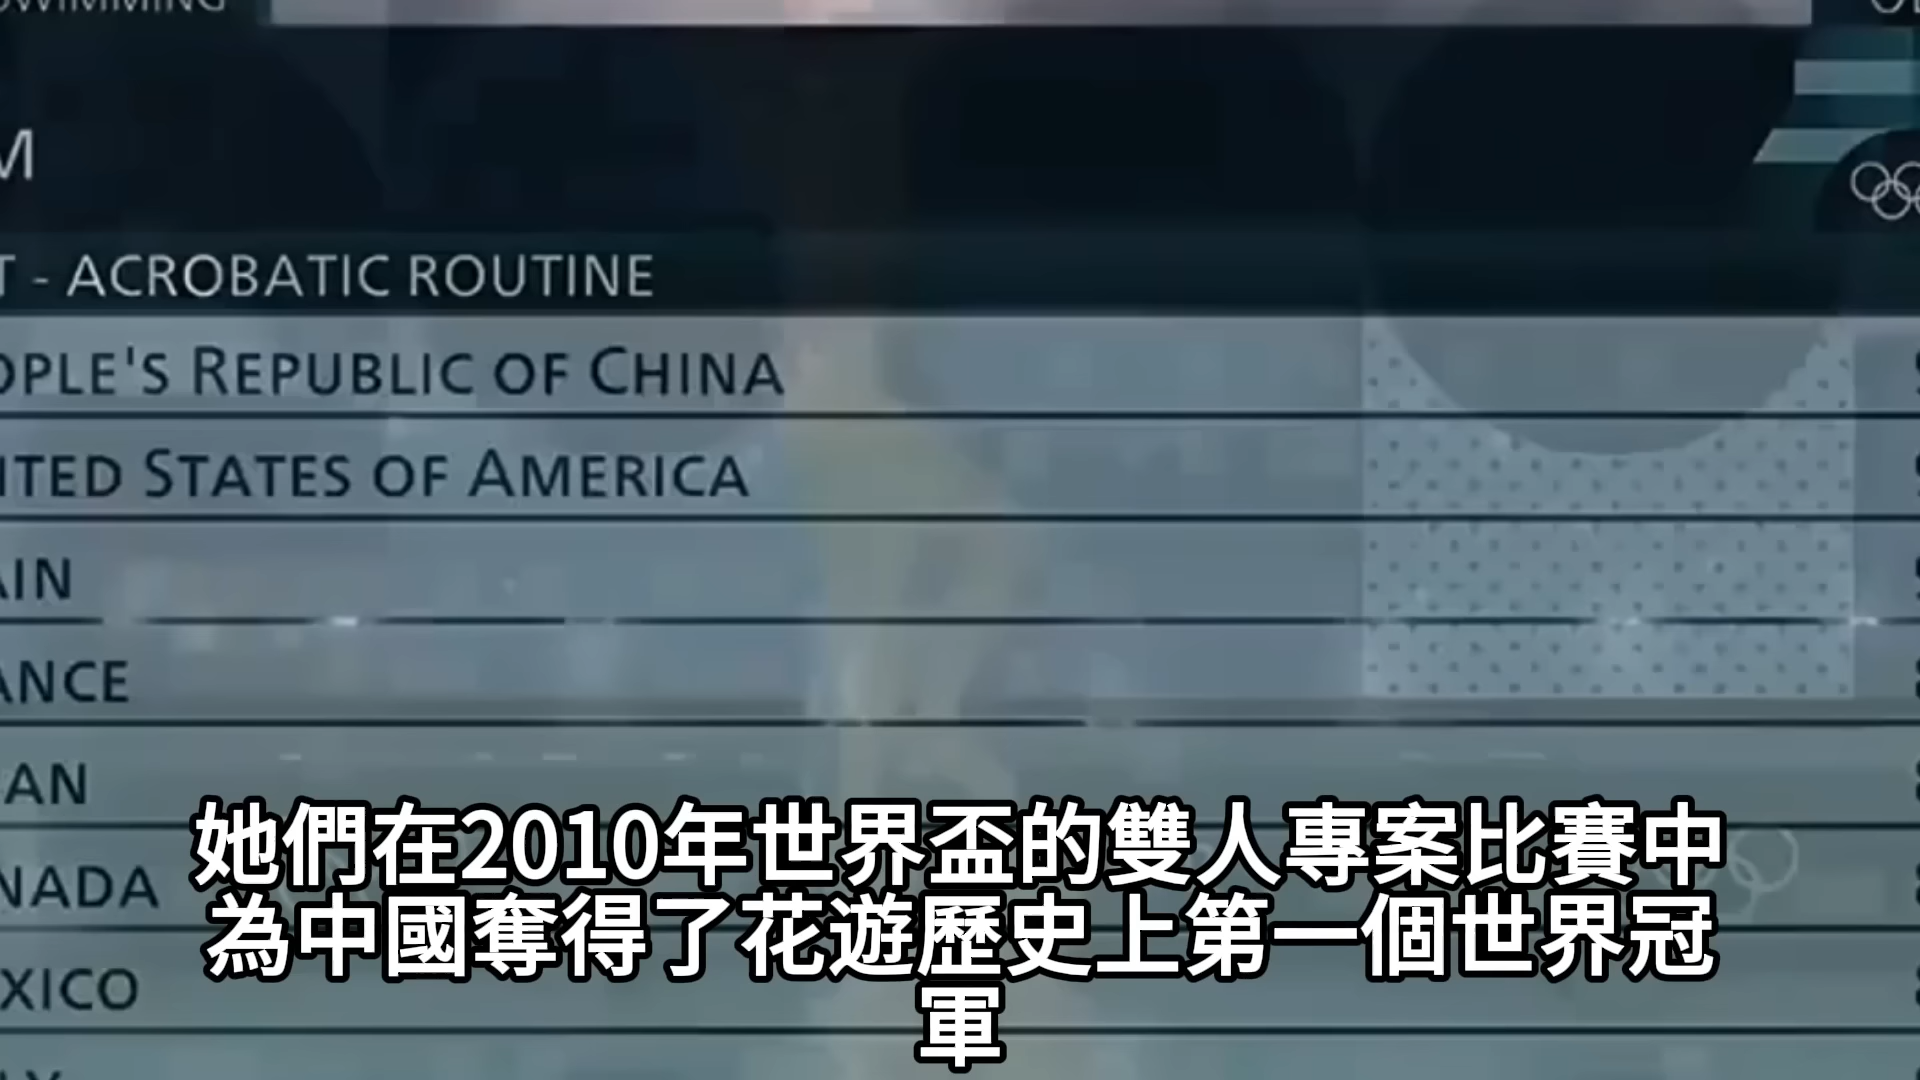 SWIMMING
M
T - ACROBATIC ROUTINE
OPLE'S REPUBLIC OF CHINA
ITED STATES OF AMERICA
AIN
ANCE
AN
NADA
XICO
LY
她們在2010年世界盃的雙人專案比賽中
為中國奪得了花遊歷史上第一個世界冠
軍